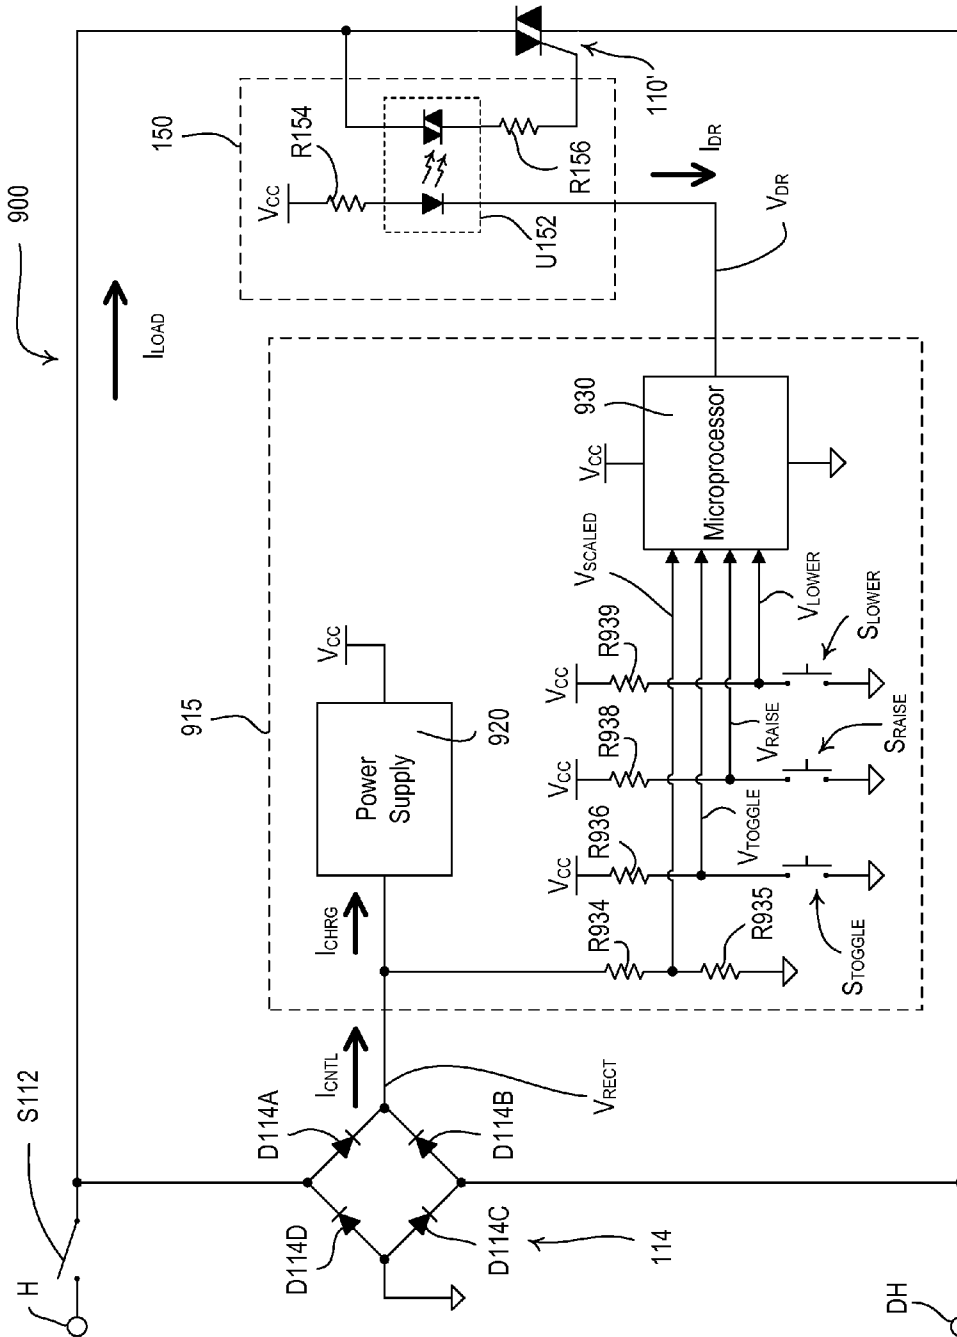 900
ILOAD
S112
H
DH
150
VCC
R154
U152
R156
110'
IDR
VDR
915
Power
Supply
920
VCC
ICHRG
ICNTL
VRECT
D114A
D114B
D114C
D114D
114
Microprocessor
930
VCC
VSCALED
VTOGGLE
VRAISE
VLOWER
VCC
R939
VCC
R938
VCC
R936
R934
R935
STOGGLE
SRAISE
SLOWER